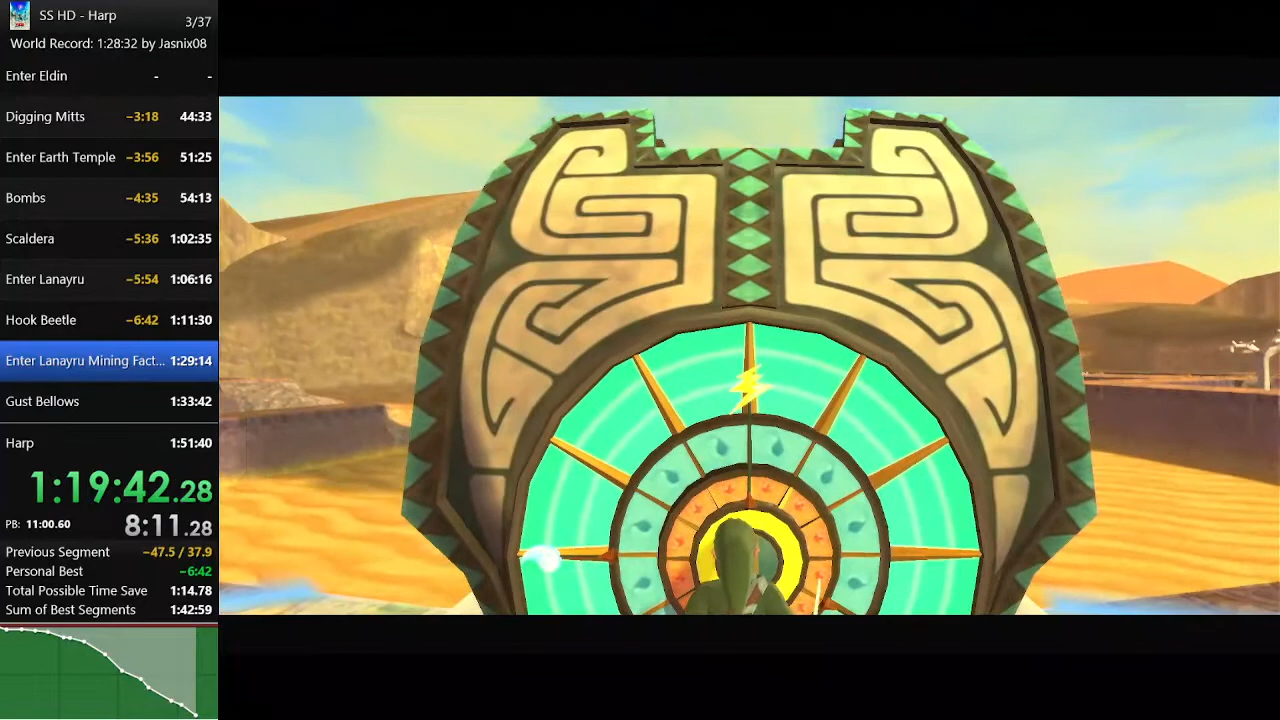 SS HD - Harp
3/37
World Record: 1:28:32 by Jasnix08
Enter Eldin - -
Digging Mitts −3:18 44:33
Enter Earth Temple −3:56 51:25
Bombs −4:35 54:13
Scaldera −5:36 1:02:35
Enter Lanayru −5:54 1:06:16
Hook Beetle −6:42 1:11:30
Enter Lanayru Mining Fact... 1:29:14
Gust Bellows 1:33:42
Harp 1:51:40
1:19:42.28
PB: 11:00.60 8:11.28
Previous Segment −47.5 / 37.9
Personal Best −6:42
Total Possible Time Save 1:14.78
Sum of Best Segments 1:42:59